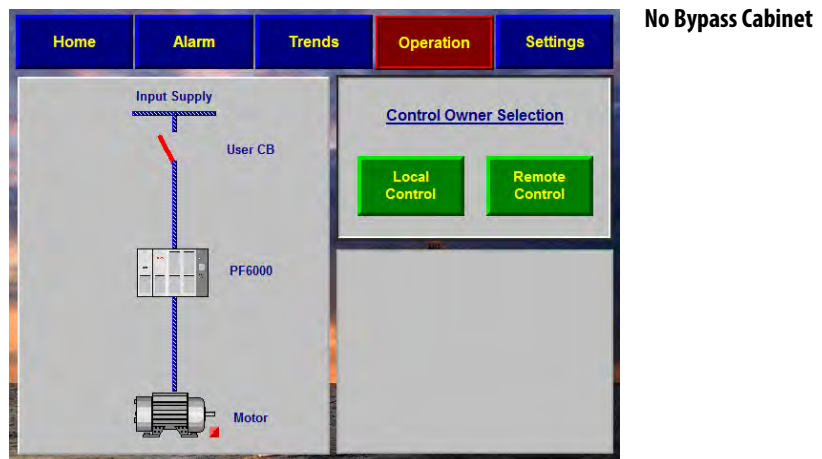 No Bypass Cabinet
Home
Alarm
Trends
Operation
Settings
Input Supply
User CB
PF6000
Motor
Control Owner Selection
Local
Control
Remote
Control